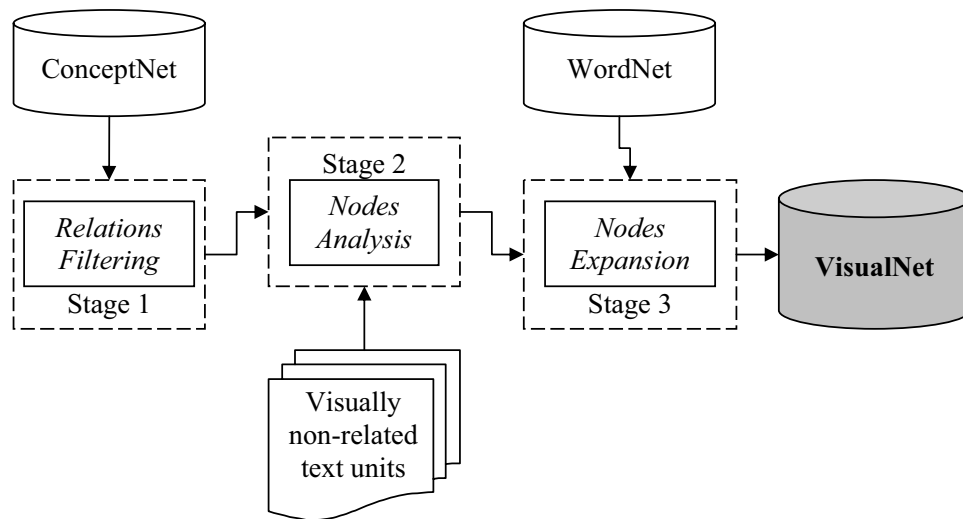 ConceptNet
WordNet
Relations
Filtering
Stage 1
Stage 2
Nodes
Analysis
Nodes
Expansion
Stage 3
VisualNet
Visually
non-related
text units